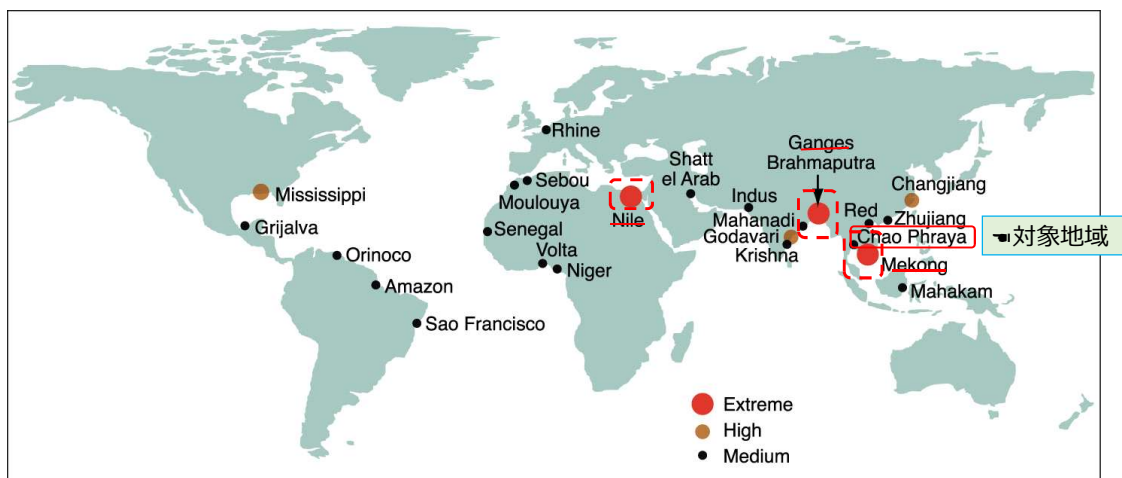 Rhine
Ganges
Brahmaputra
Shatt
el Arab
Changjiang
Mississippi
Sebou
Moulouya
Nile
Indus
Mahanadi
Red
Zhujiang
Grijalva
Senegal
Godavari
Chao Phraya
対象地域
Volta
Krishna
Orinoco
Niger
Mekong
Amazon
Mahakam
Sao Francisco
Extreme
High
Medium